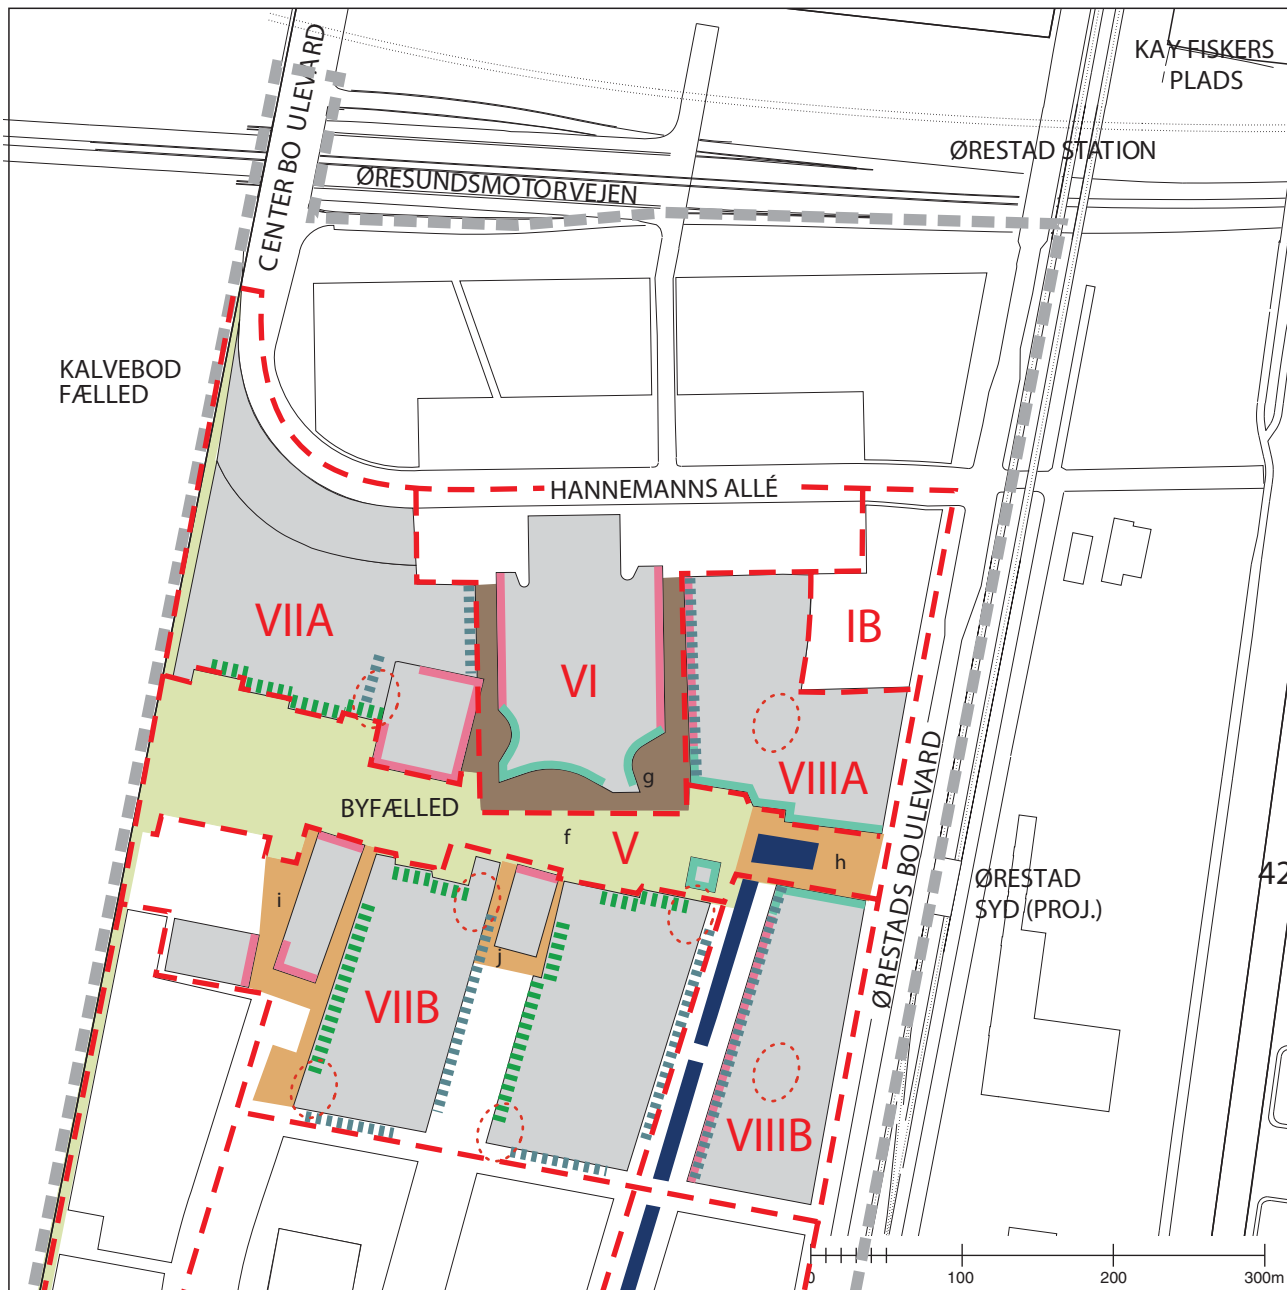 KAY FISKERS
PLADS
CENTER BOULEVARD
ØRESTAD STATION
ØRESUNDSMOTORVEJEN
KALVEBOD
FÆLLED
HANNEMANNS ALLÉ
VIIA
VI
IB
g
VIIIA
BYFÆLLED
f
V
h
ØRESTADS BOULEVARD
ØRESTAD
SYD (PROJ.)
42
i
j
VIIB
VIIIB
0 100 200 300m